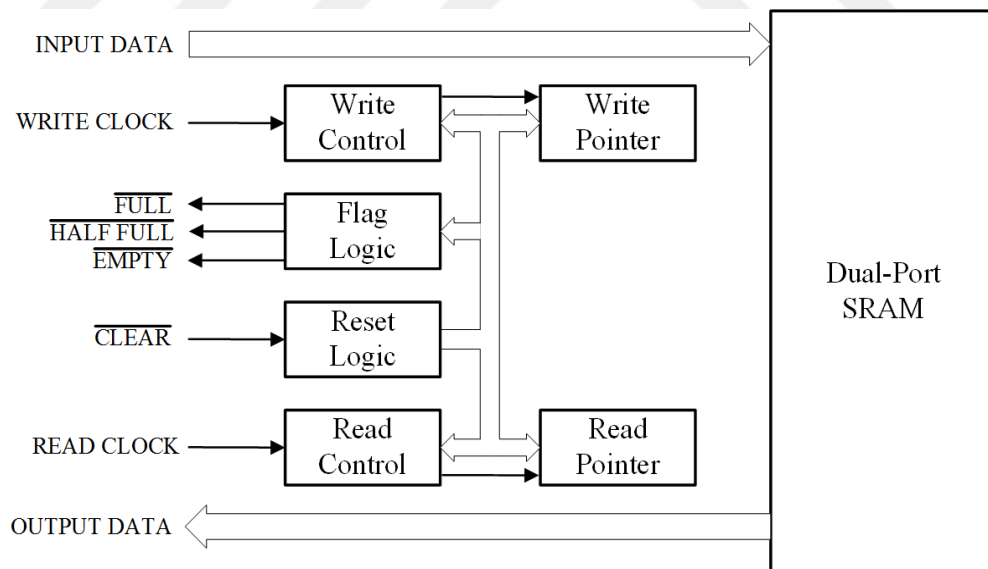 INPUT DATA
WRITE CLOCK
Write
Control
Write
Pointer
FULL
HALF FULL
EMPTY
Flag
Logic
Dual-Port
SRAM
CLEAR
Reset
Logic
READ CLOCK
Read
Control
Read
Pointer
OUTPUT DATA